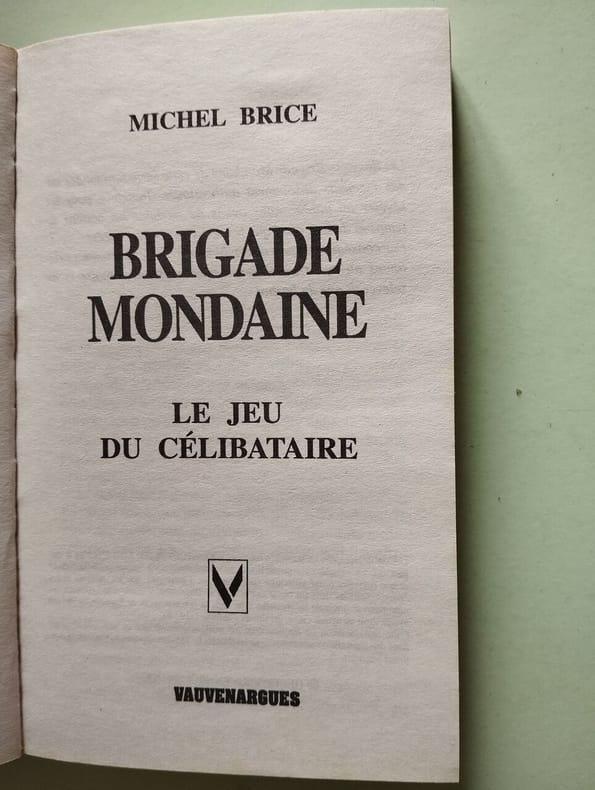 MICHEL BRICE
BRIGADE
MONDAINE
LE JEU
DU CÉLIBATAIRE
VAUVENARGUES